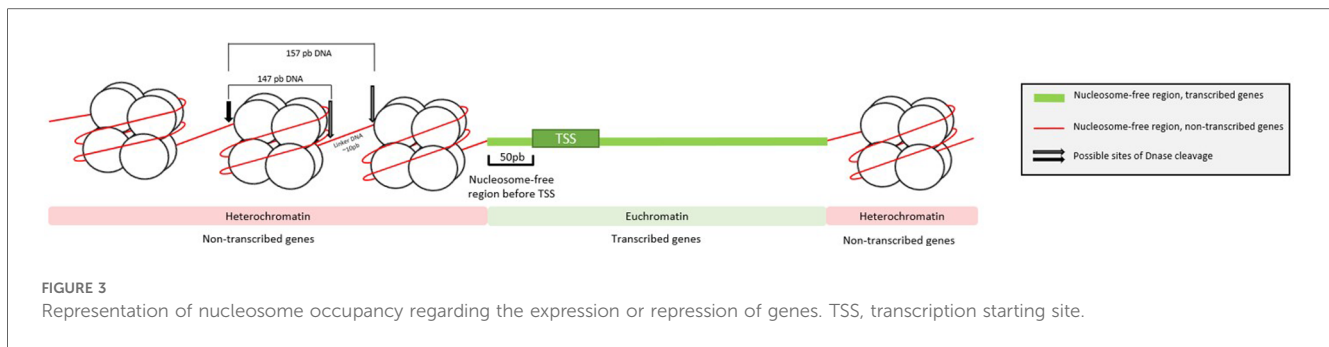 157 pb DNA
147 pb DNA
Linker DNA
~10pb
TSS
50pb
Nucleosome-free
region before TSS
Heterochromatin
Euchromatin
Heterochromatin
Non-transcribed genes
Transcribed genes
Non-transcribed genes
Nucleosome-free region, transcribed genes
Nucleosome-free region, non-transcribed genes
Possible sites of Dnase cleavage
FIGURE 3
Representation of nucleosome occupancy regarding the expression or repression of genes. TSS, transcription starting site.